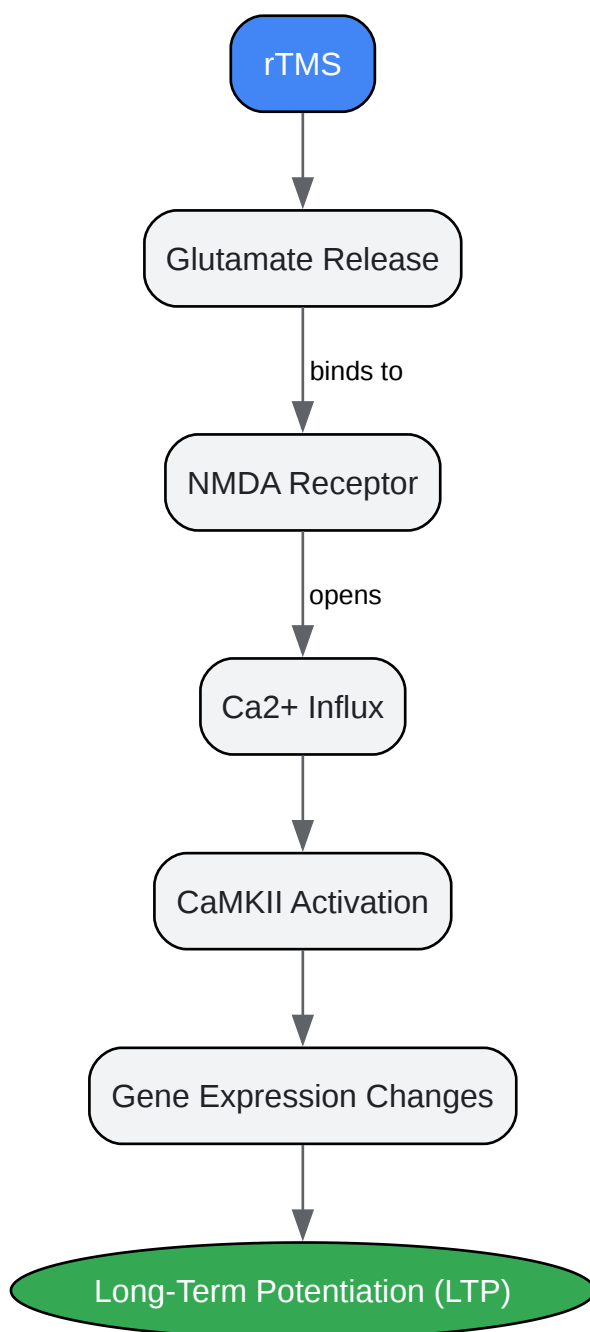 rTMS
Glutamate Release
binds to
NMDA Receptor
opens
Ca2+ Influx
CaMKII Activation
Gene Expression Changes
Long-Term Potentiation (LTP)